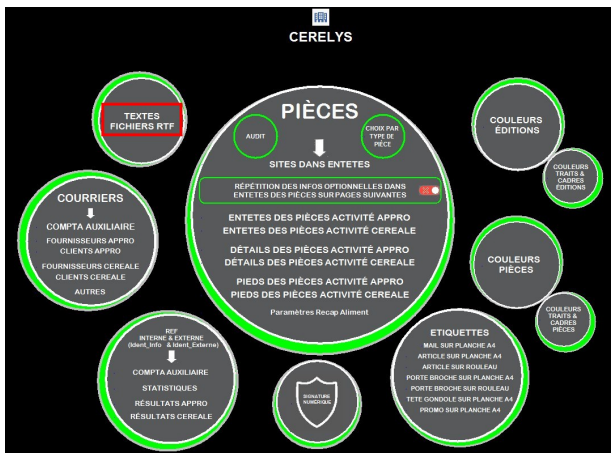 CERELYS
TEXTES
FICHIERS RTF
PIÈCES
AUDIT
CHOIX PAR
TYPE DE
PIÈCE
SITES DANS ENTETES
RÉPÉTITION DES INFOS OPTIONNELLES DANS
ENTETES DES PIÈCES SUR PAGES SUIVANTES
ENTETES DES PIÈCES ACTIVITÉ APPRO
ENTETES DES PIÈCES ACTIVITÉ CEREALE
DÉTAILS DES PIÈCES ACTIVITÉ APPRO
DÉTAILS DES PIÈCES ACTIVITÉ CEREALE
PIEDS DES PIÈCES ACTIVITÉ APPRO
PIEDS DES PIÈCES ACTIVITÉ CEREALE
Paramètres Recap Aliment
COULEURS
ÉDITIONS
COULEURS
TRAITS &
CADRES
ÉDITIONS
COURRIERS
COMPTA AUXILIAIRE
FOURNISSEURS APPRO
CLIENTS APPRO
FOURNISSEURS CEREALE
CLIENTS CEREALE
AUTRES
COULEURS
PIÈCES
COULEURS
TRAITS &
CADRES
PIÈCES
REF
INTERNE & EXTERNE
(Ident_Info & Ident_Externe)
COMPTA AUXILIAIRE
STATISTIQUES
RÉSULTATS APPRO
RÉSULTATS CEREALE
SIGNATURE
NUMÉRIQUE
ETIQUETTES
MAIL SUR PLANCHE A4
ARTICLE SUR PLANCHE A4
ARTICLE SUR ROULEAU
PORTE BROCHE SUR PLANCHE A4
PORTE BROCHE SUR ROULEAU
TETE GONDOLE SUR PLANCHE A4
PROMO SUR PLANCHE A4